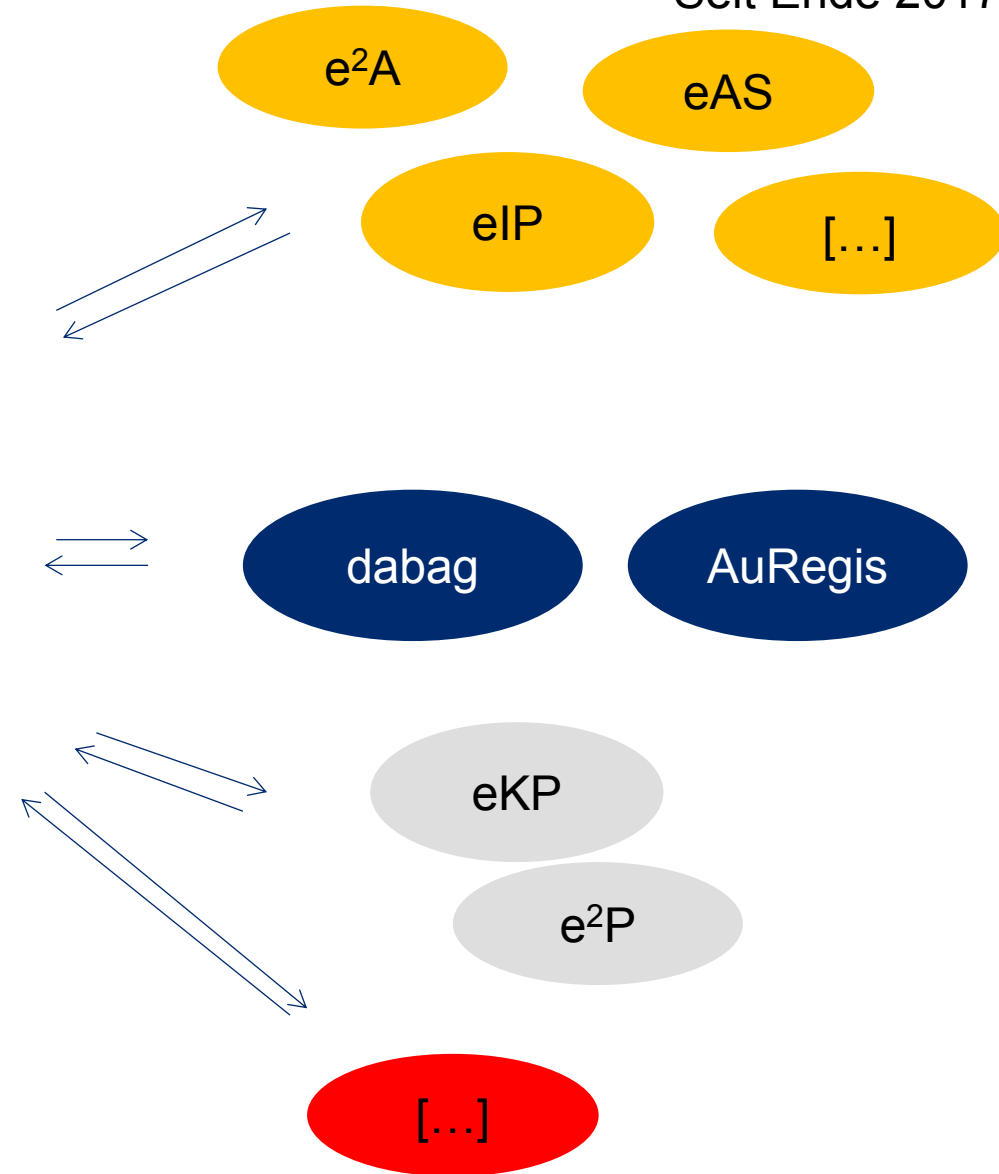 Seit Ende 2017
e²A
eAS
eIP
[…]
dabag
AuRegis
eKP
e²P
[…]